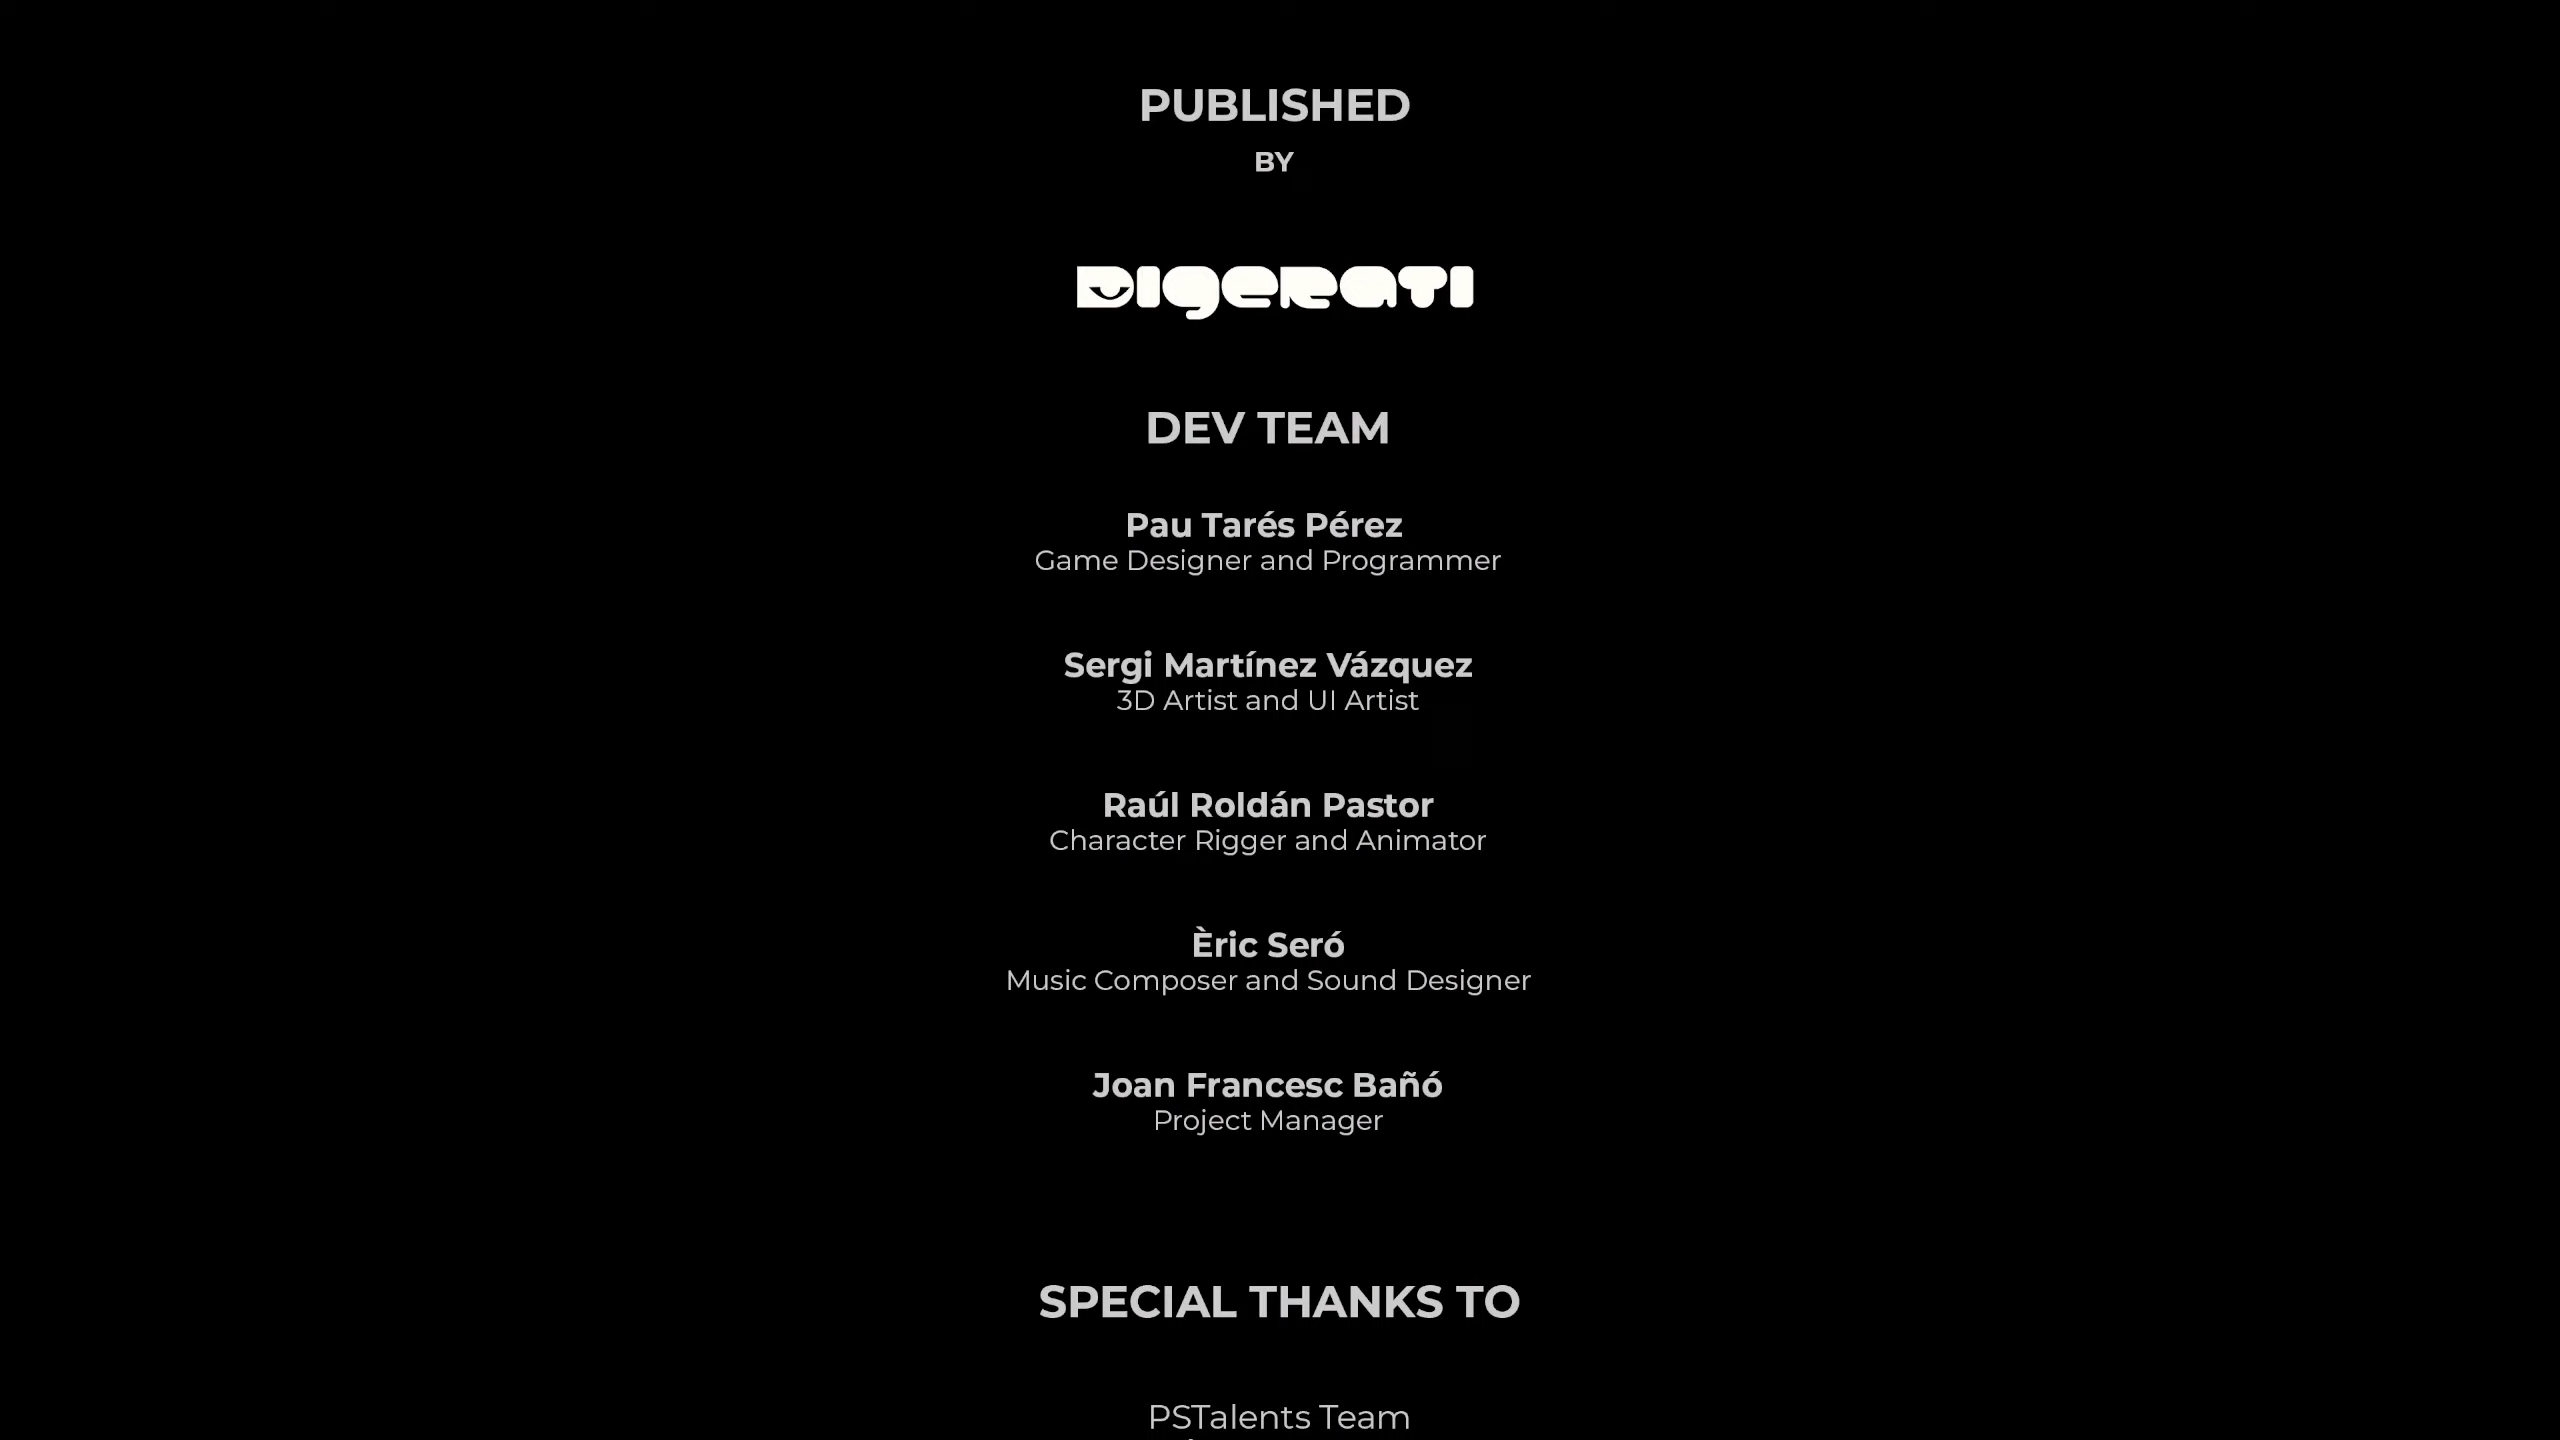 PUBLISHED
BY
DIGERATI
DEV TEAM
Pau Tarés Pérez
Game Designer and Programmer
Sergi Martínez Vázquez
3D Artist and UI Artist
Raúl Roldán Pastor
Character Rigger and Animator
Èric Seró
Music Composer and Sound Designer
Joan Francesc Bañó
Project Manager
SPECIAL THANKS TO
PSTalents Team